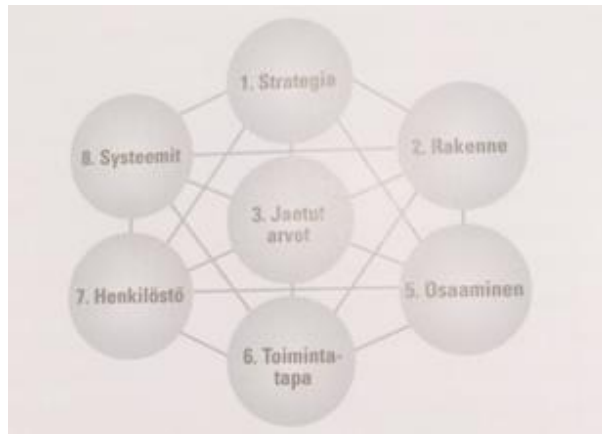 1. Strategia
2. Rakenne
8. Systeemit
3. Jaetut
arvot
7. Henkilöstö
5. Osaaminen
6. Toiminta-
tapa